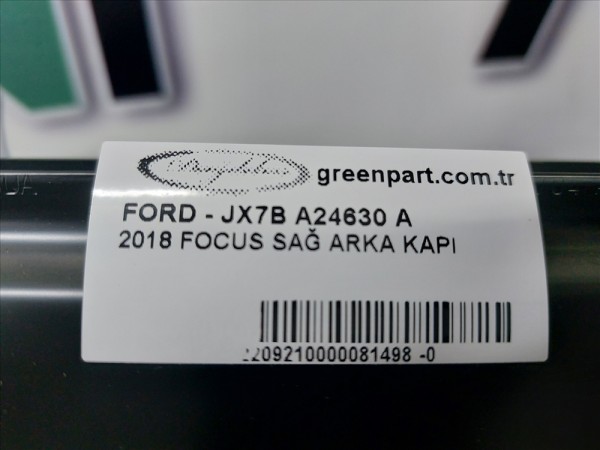 greenpart.com.tr
FORD - JX7B A24630 A
2018 FOCUS SAĞ ARKA KAPI
2209210000081498 -0